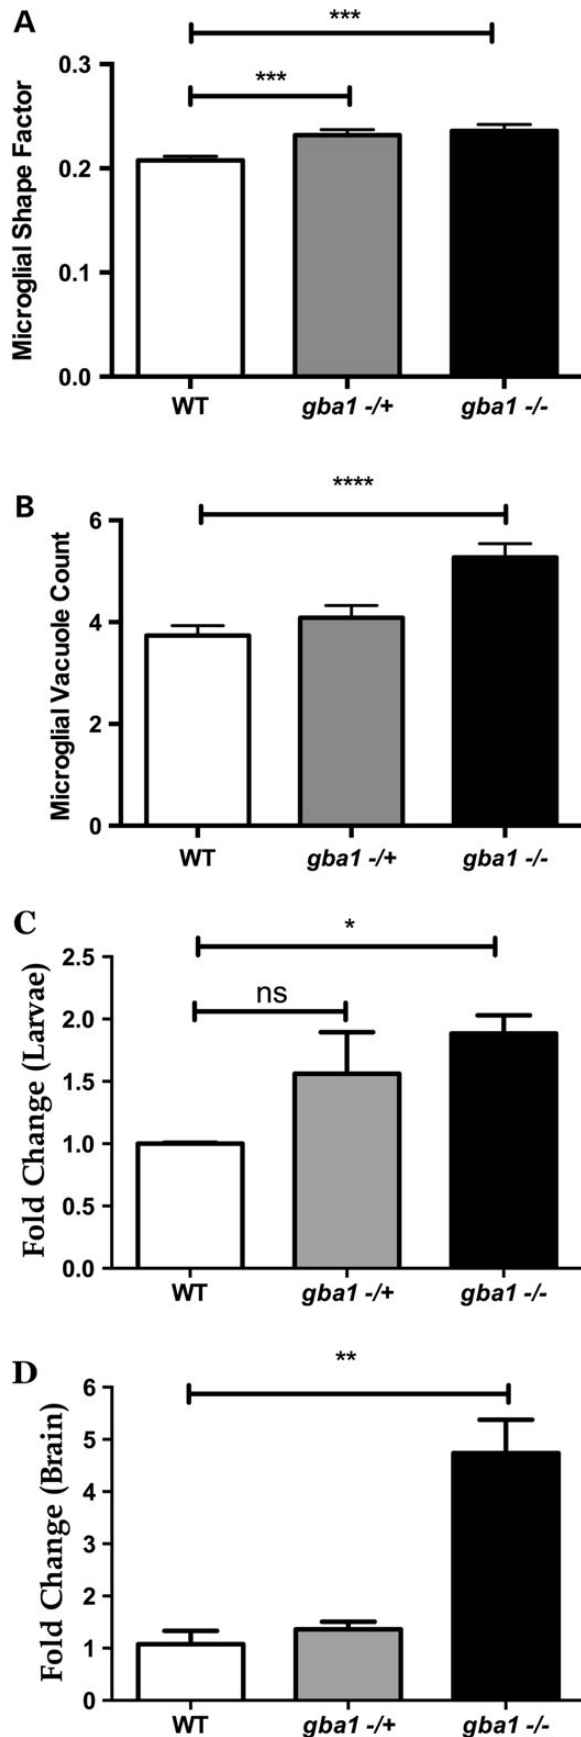 A
***
***
Microglial Shape Factor
0.3
0.2
0.1
0.0
WT
gba1 -/+
gba1 -/-
B
****
Microglial Vacuole Count
6
4
2
0
WT
gba1 -/+
gba1 -/-
C
*
ns
Fold Change (Larvae)
2.5
2.0
1.5
1.0
0.5
0.0
WT
gba1 -/+
gba1 -/-
D
**
Fold Change (Brain)
6
5
4
3
2
1
0
WT
gba1 -/+
gba1 -/-